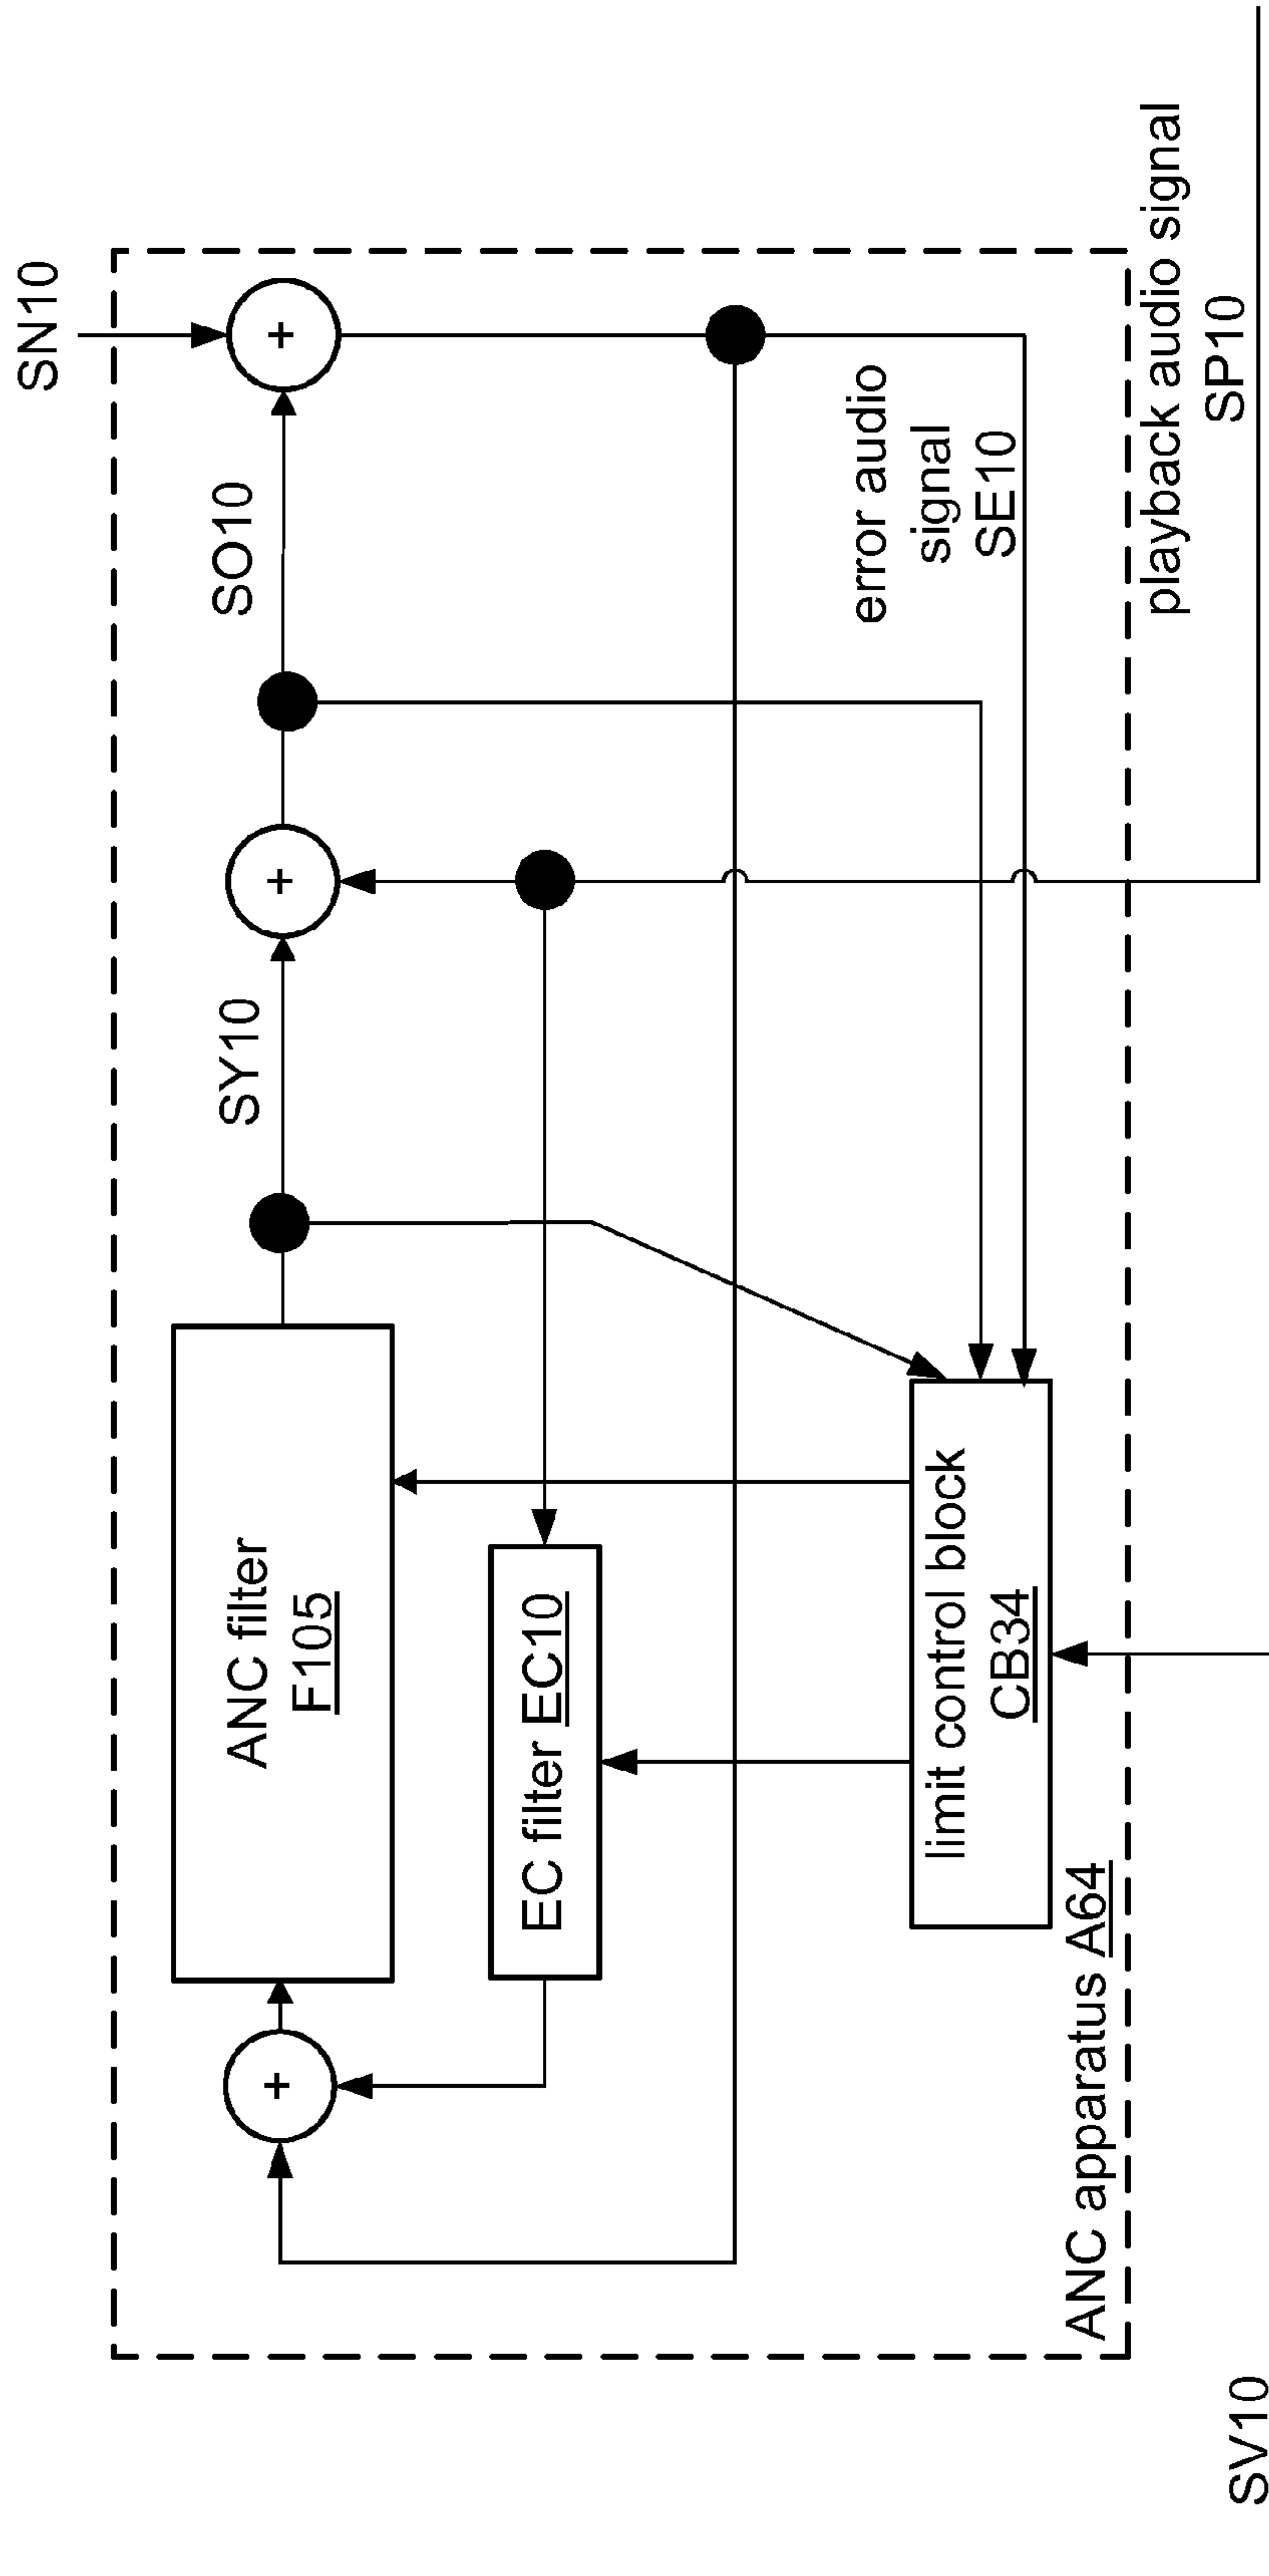 SN10
SO10
SY10
ANC filter
F105
EC filter EC10
error audio
signal
SE10
limit control block
CB34
ANC apparatus A64
playback audio signal
SP10
SV10
+
+
+